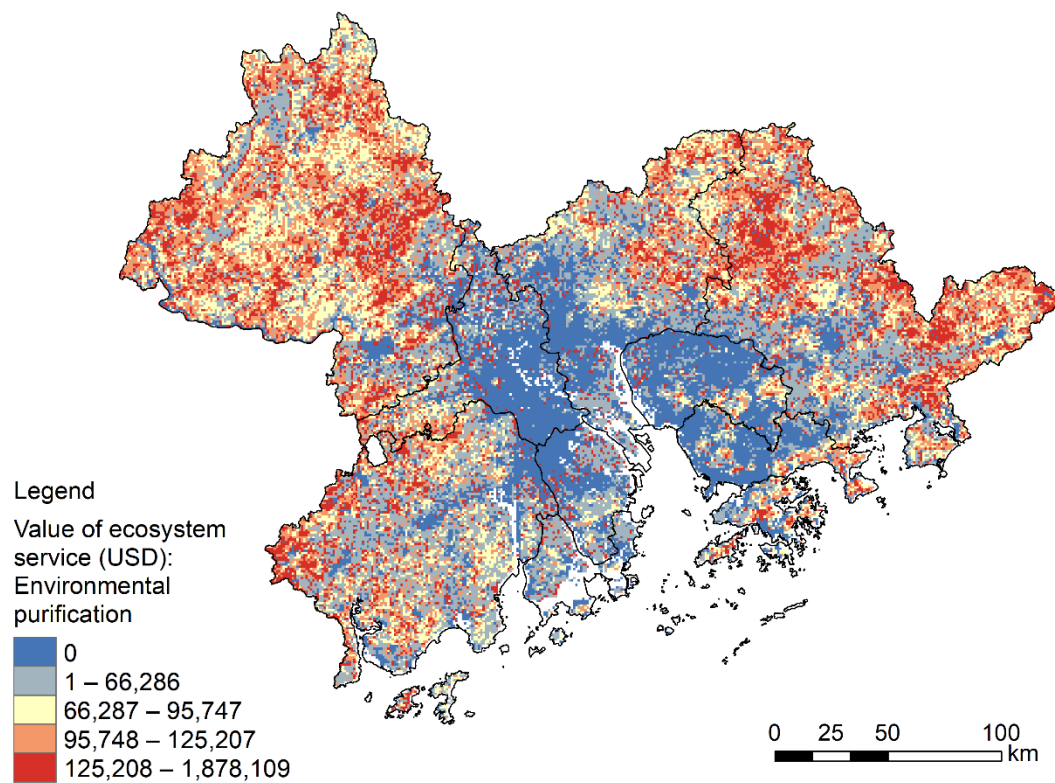 Legend
Value of ecosystem
service (USD):
Environmental
purification
0
1 – 66,286
66,287 – 95,747
95,748 – 125,207
125,208 – 1,878,109
0 25 50 100
km